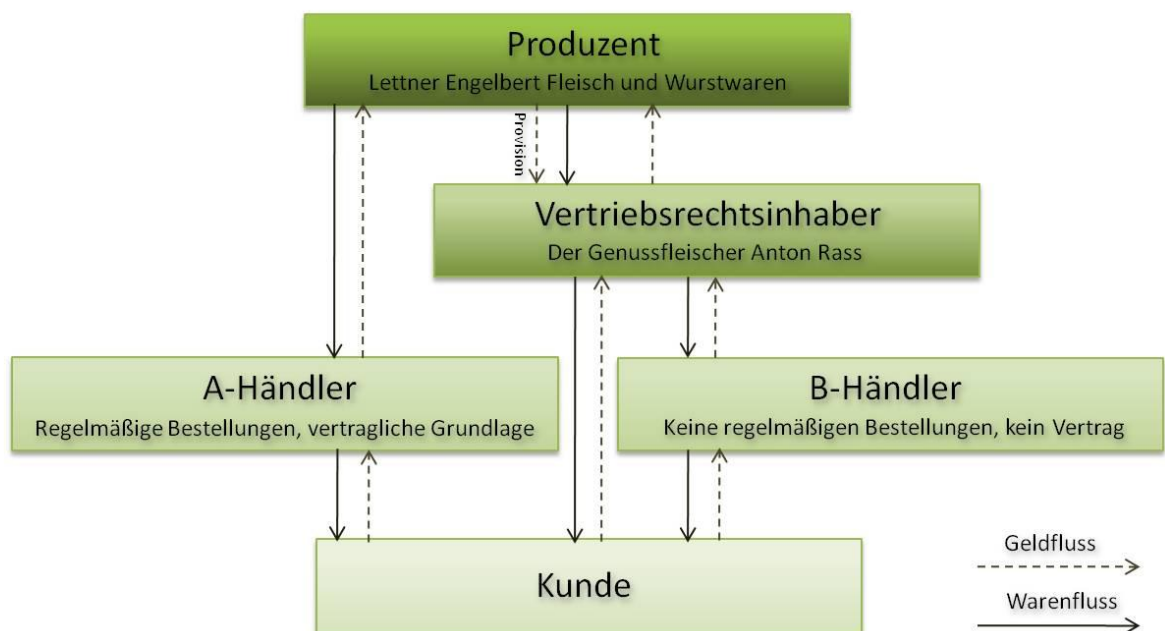 Produzent
Lettner Engelbert Fleisch und Wurstwaren
Provision
Vertriebsrechtsinhaber
Der Genussfleischer Anton Rass
A-Händler
Regelmäßige Bestellungen, vertragliche Grundlage
B-Händler
Keine regelmäßigen Bestellungen, kein Vertrag
Kunde
Geldfluss
Warenfluss